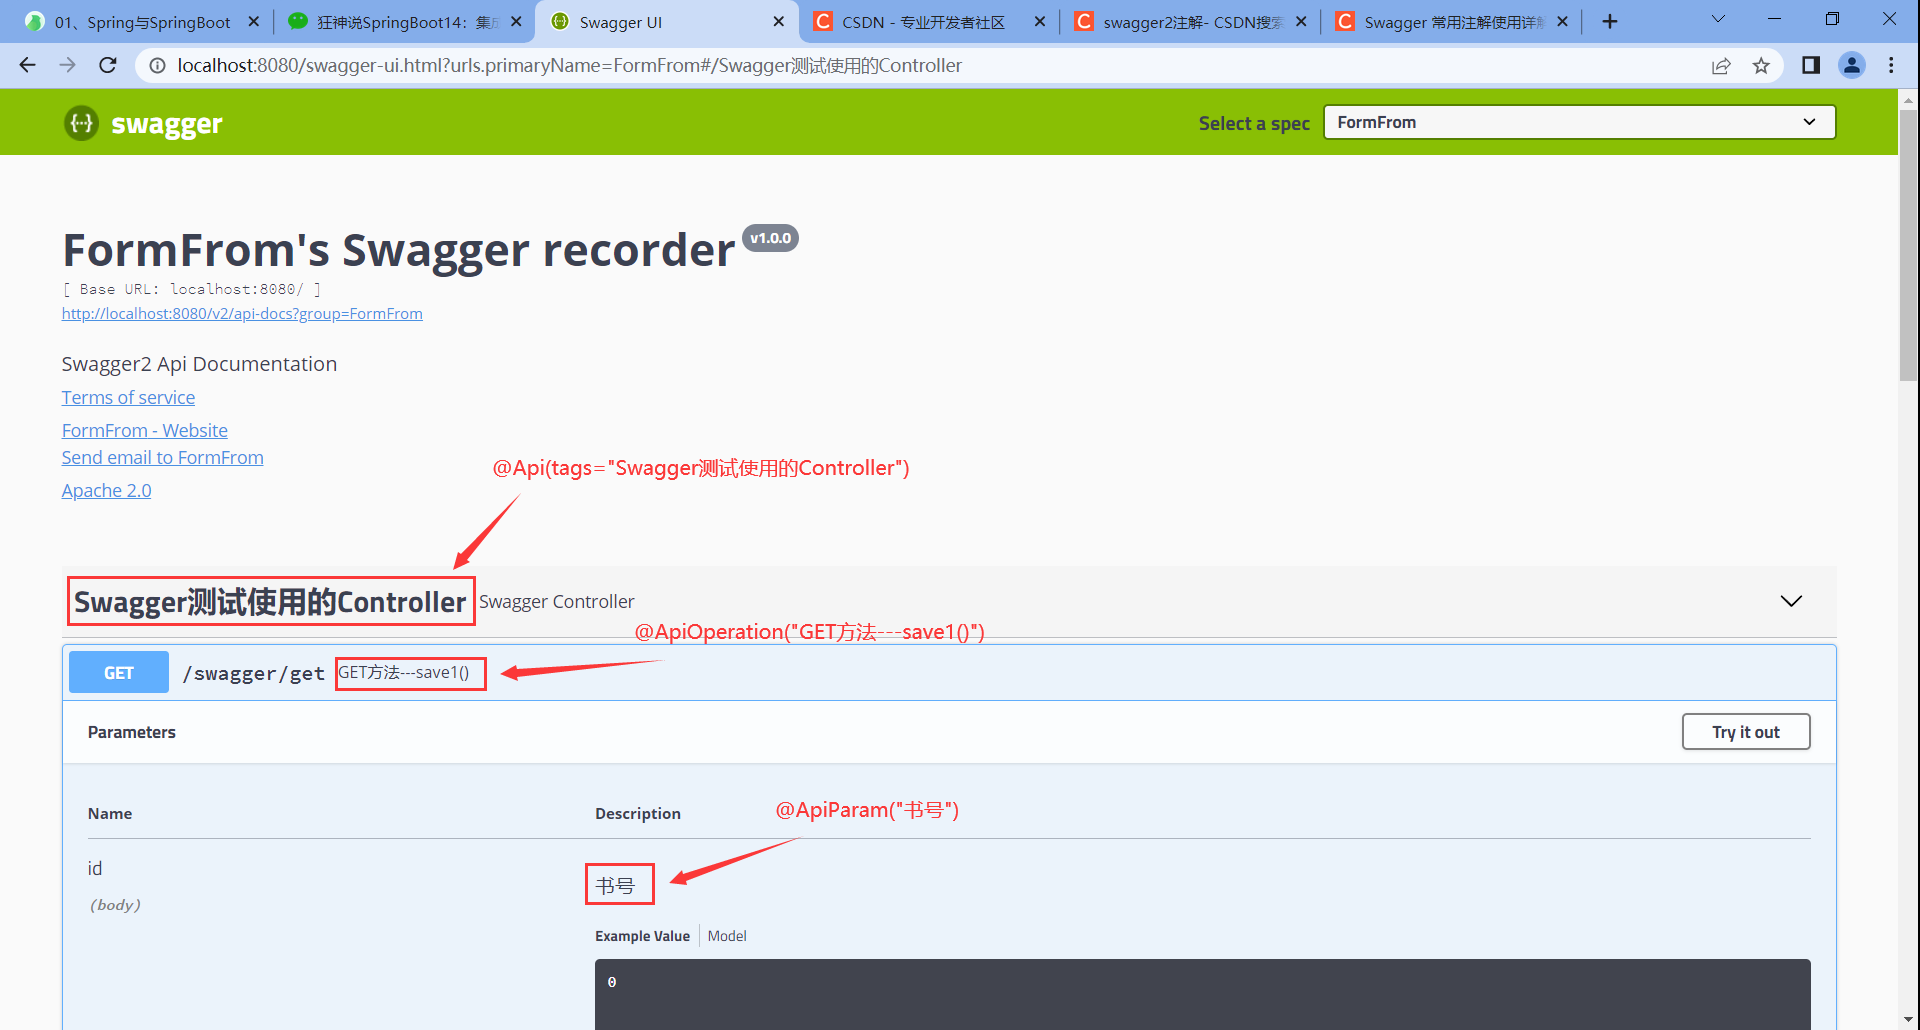 01、Spring与SpringBoot
狂神说SpringBoot14：集成
Swagger UI
CSDN - 专业开发者社区
swagger2注解- CSDN搜索
Swagger 常用注解使用详解
localhost:8080/swagger-ui.html?urls.primaryName=FormFrom#/Swagger测试使用的Controller
{···} swagger
Select a spec
FormFrom
FormFrom's Swagger recorder v1.0.0
[ Base URL: localhost:8080/ ]
http://localhost:8080/v2/api-docs?group=FormFrom
Swagger2 Api Documentation
Terms of service
FormFrom - Website
Send email to FormFrom
Apache 2.0
@Api(tags="Swagger测试使用的Controller")
Swagger测试使用的Controller Swagger Controller
@ApiOperation("GET方法---save1()")
GET /swagger/get GET方法---save1()
Parameters
Try it out
Name
Description
@ApiParam("书号")
id
(body)
书号
Example Value Model
0